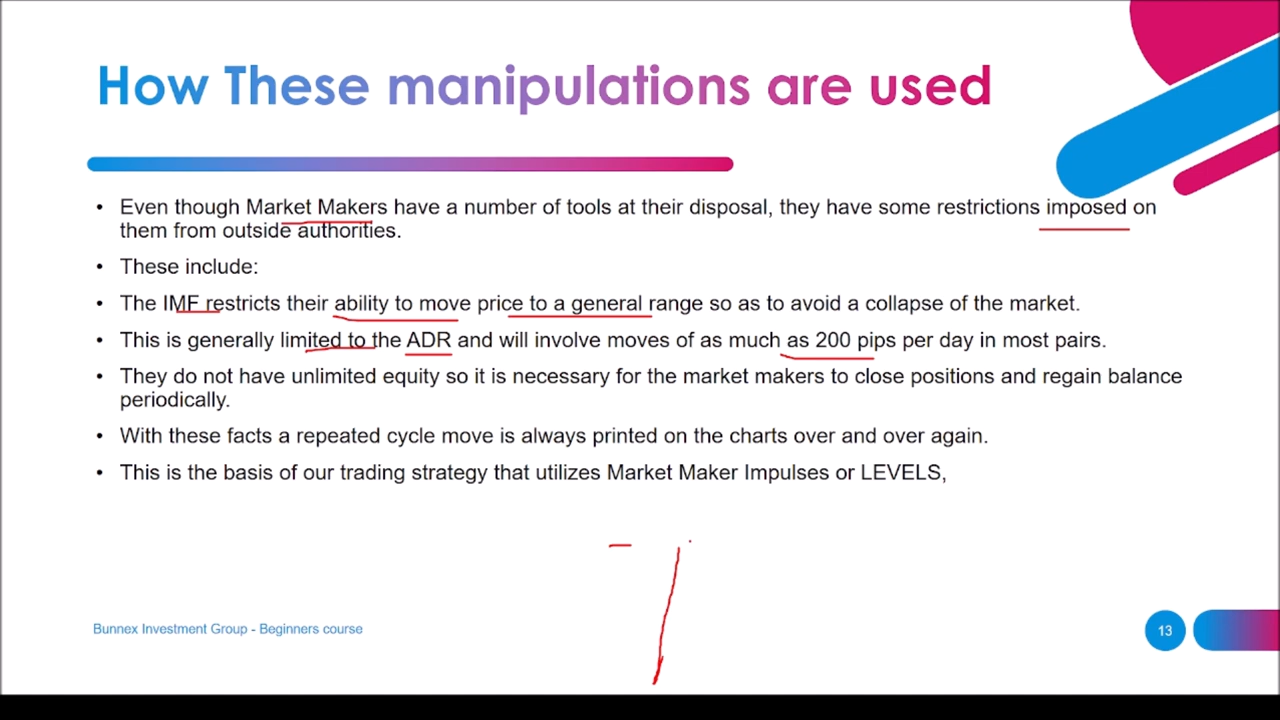 How These manipulations are used
• Even though Market Makers have a number of tools at their disposal, they have some restrictions imposed on
them from outside authorities.
• These include:
• The IMF restricts their ability to move price to a general range so as to avoid a collapse of the market.
• This is generally limited to the ADR and will involve moves of as much as 200 pips per day in most pairs.
• They do not have unlimited equity so it is necessary for the market makers to close positions and regain balance
periodically.
• With these facts a repeated cycle move is always printed on the charts over and over again.
• This is the basis of our trading strategy that utilizes Market Maker Impulses or LEVELS,
Bunnex Investment Group - Beginners course
13